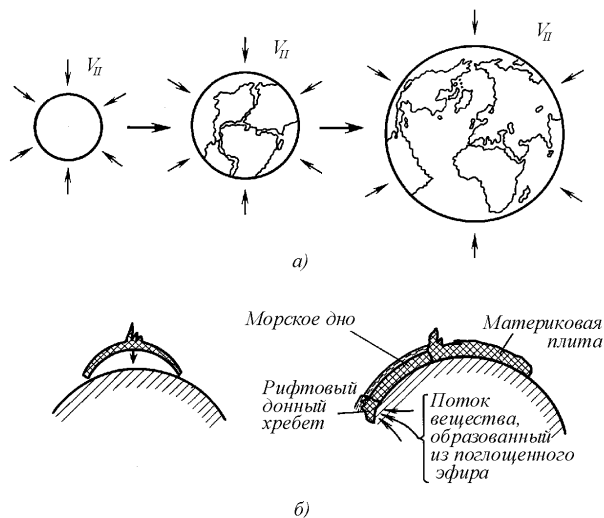 V_II
V_II
V_II
а)
Морское дно
Материковая
плита
Рифтовый
донный
хребет
Поток
вещества,
образованный
из поглощенного
эфира
б)